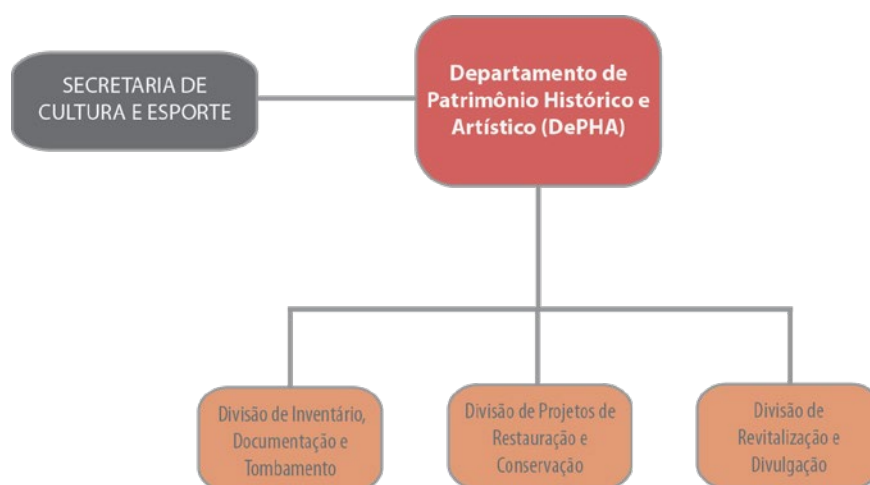 SECRETARIA DE
CULTURA E ESPORTE
Departamento de
Patrimônio Histórico e
Artístico (DePHA)
Divisão de Inventário,
Documentação e
Tombamento
Divisão de Projetos de
Restauração e
Conservação
Divisão de
Revitalização e
Divulgação